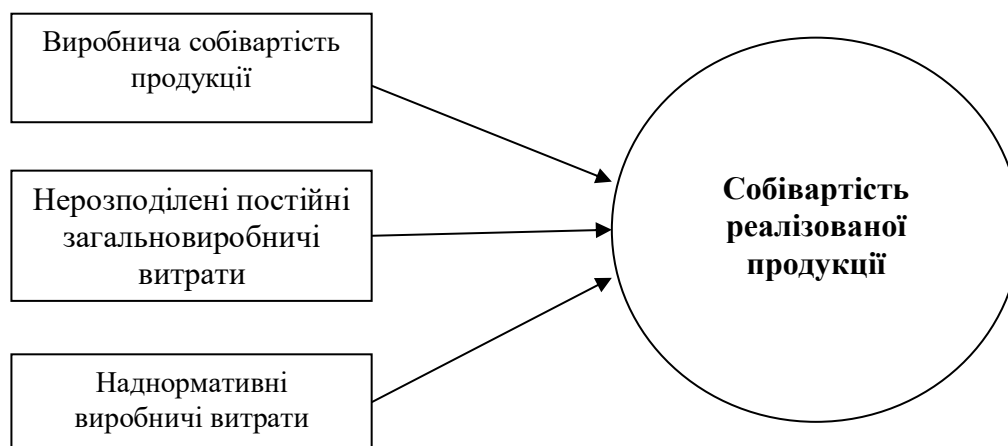 Виробнича собівартість
продукції
Нерозподілені постійні
загальновиробничі
витрати
Наднормативні
виробничі витрати
Собівартість
реалізованої
продукції